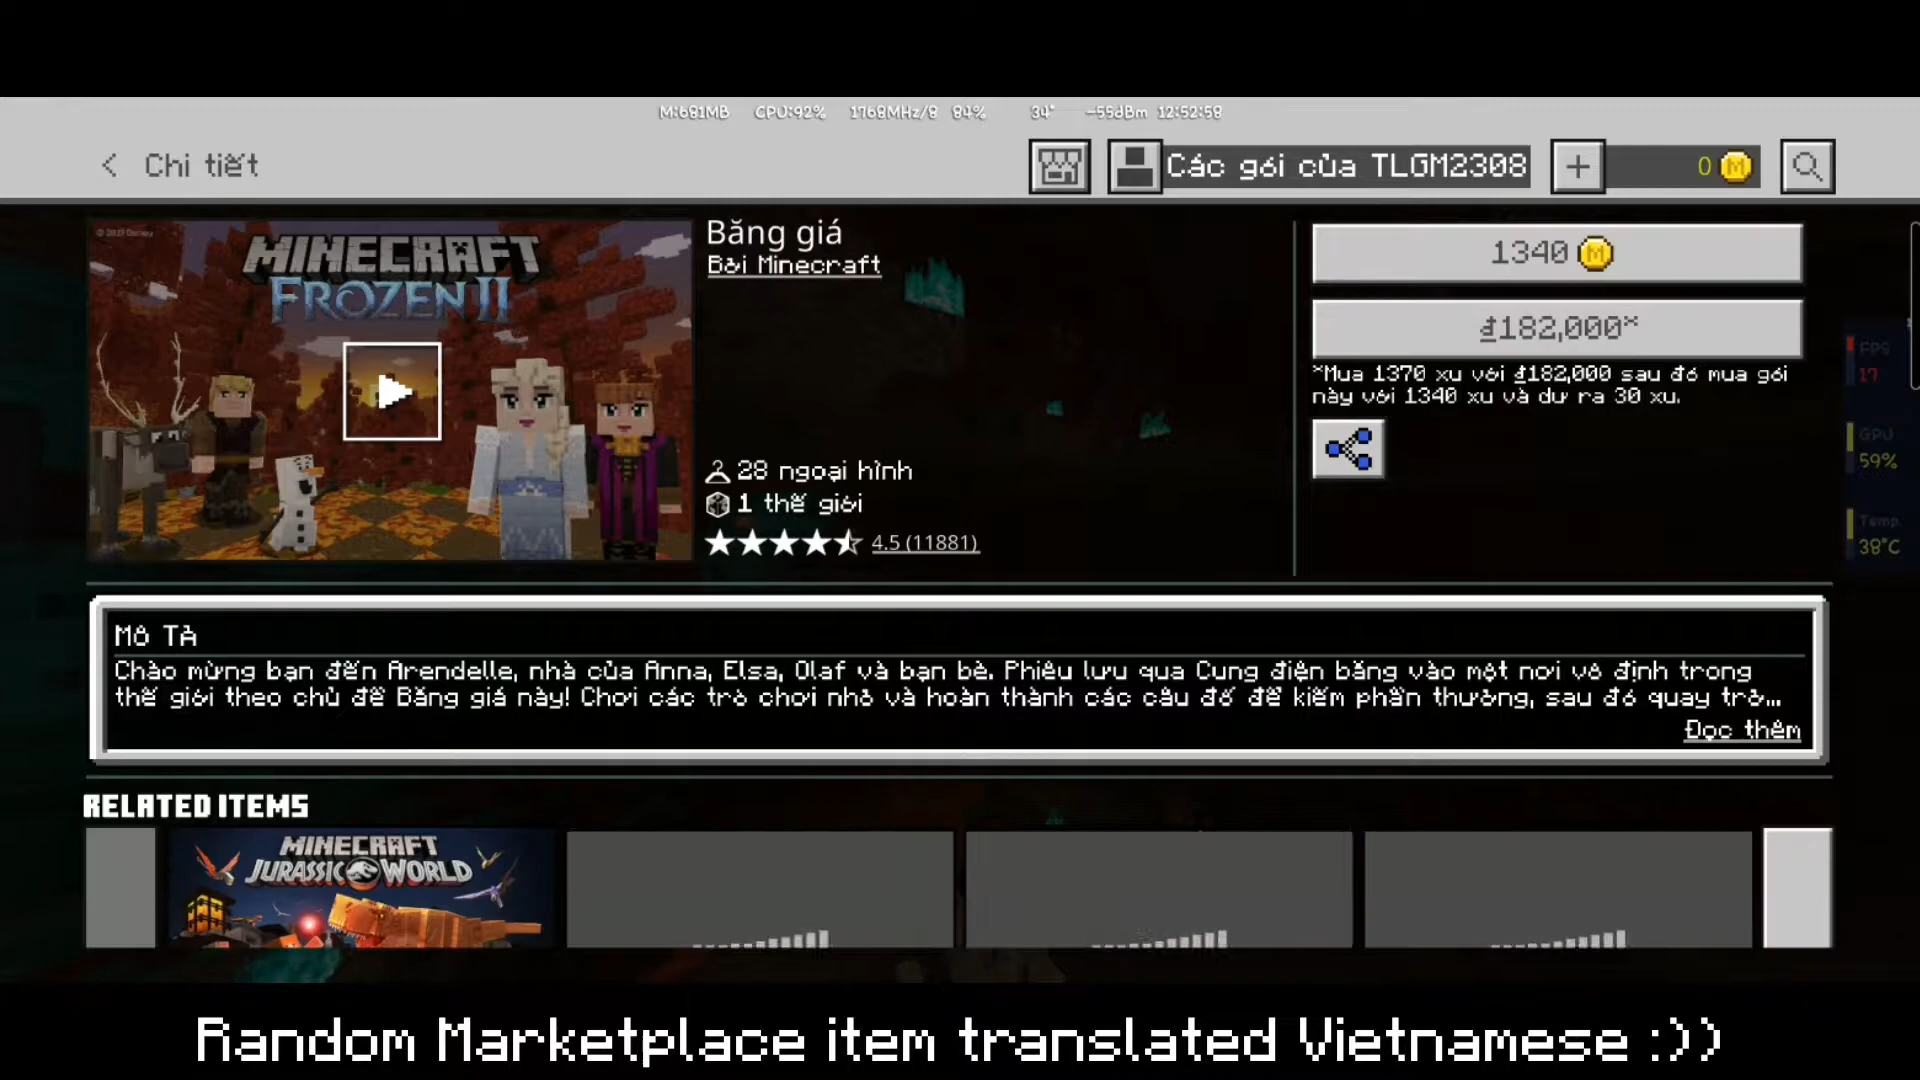 M:681MB CPU:92% 1768MHz/8 84% 34° -55dBm 12:52:58
Chi tiết
Các gói của TLGM2308
0
© 2019 Disney
MINECRAFT
FROZEN II
Băng giá
Bởi Minecraft
28 ngoại hình
1 thế giới
4.5 (11881)
1340
₫182,000*
*Mua 1370 xu với ₫182,000 sau đó mua gói
này với 1340 xu và dư ra 30 xu.
FPS
17
GPU
59%
Temp
38°C
Mô Tả
Chào mừng bạn đến Arendelle, nhà của Anna, Elsa, Olaf và bạn bè. Phiêu lưu qua Cung điện băng vào một nơi vô định trong
thế giới theo chủ đề Băng giá này! Chơi các trò chơi nhỏ và hoàn thành các câu đố để kiếm phần thưởng, sau đó quay trở...
Đọc thêm
RELATED ITEMS
MINECRAFT
JURASSIC WORLD
Random Marketplace item translated Vietnamese :))